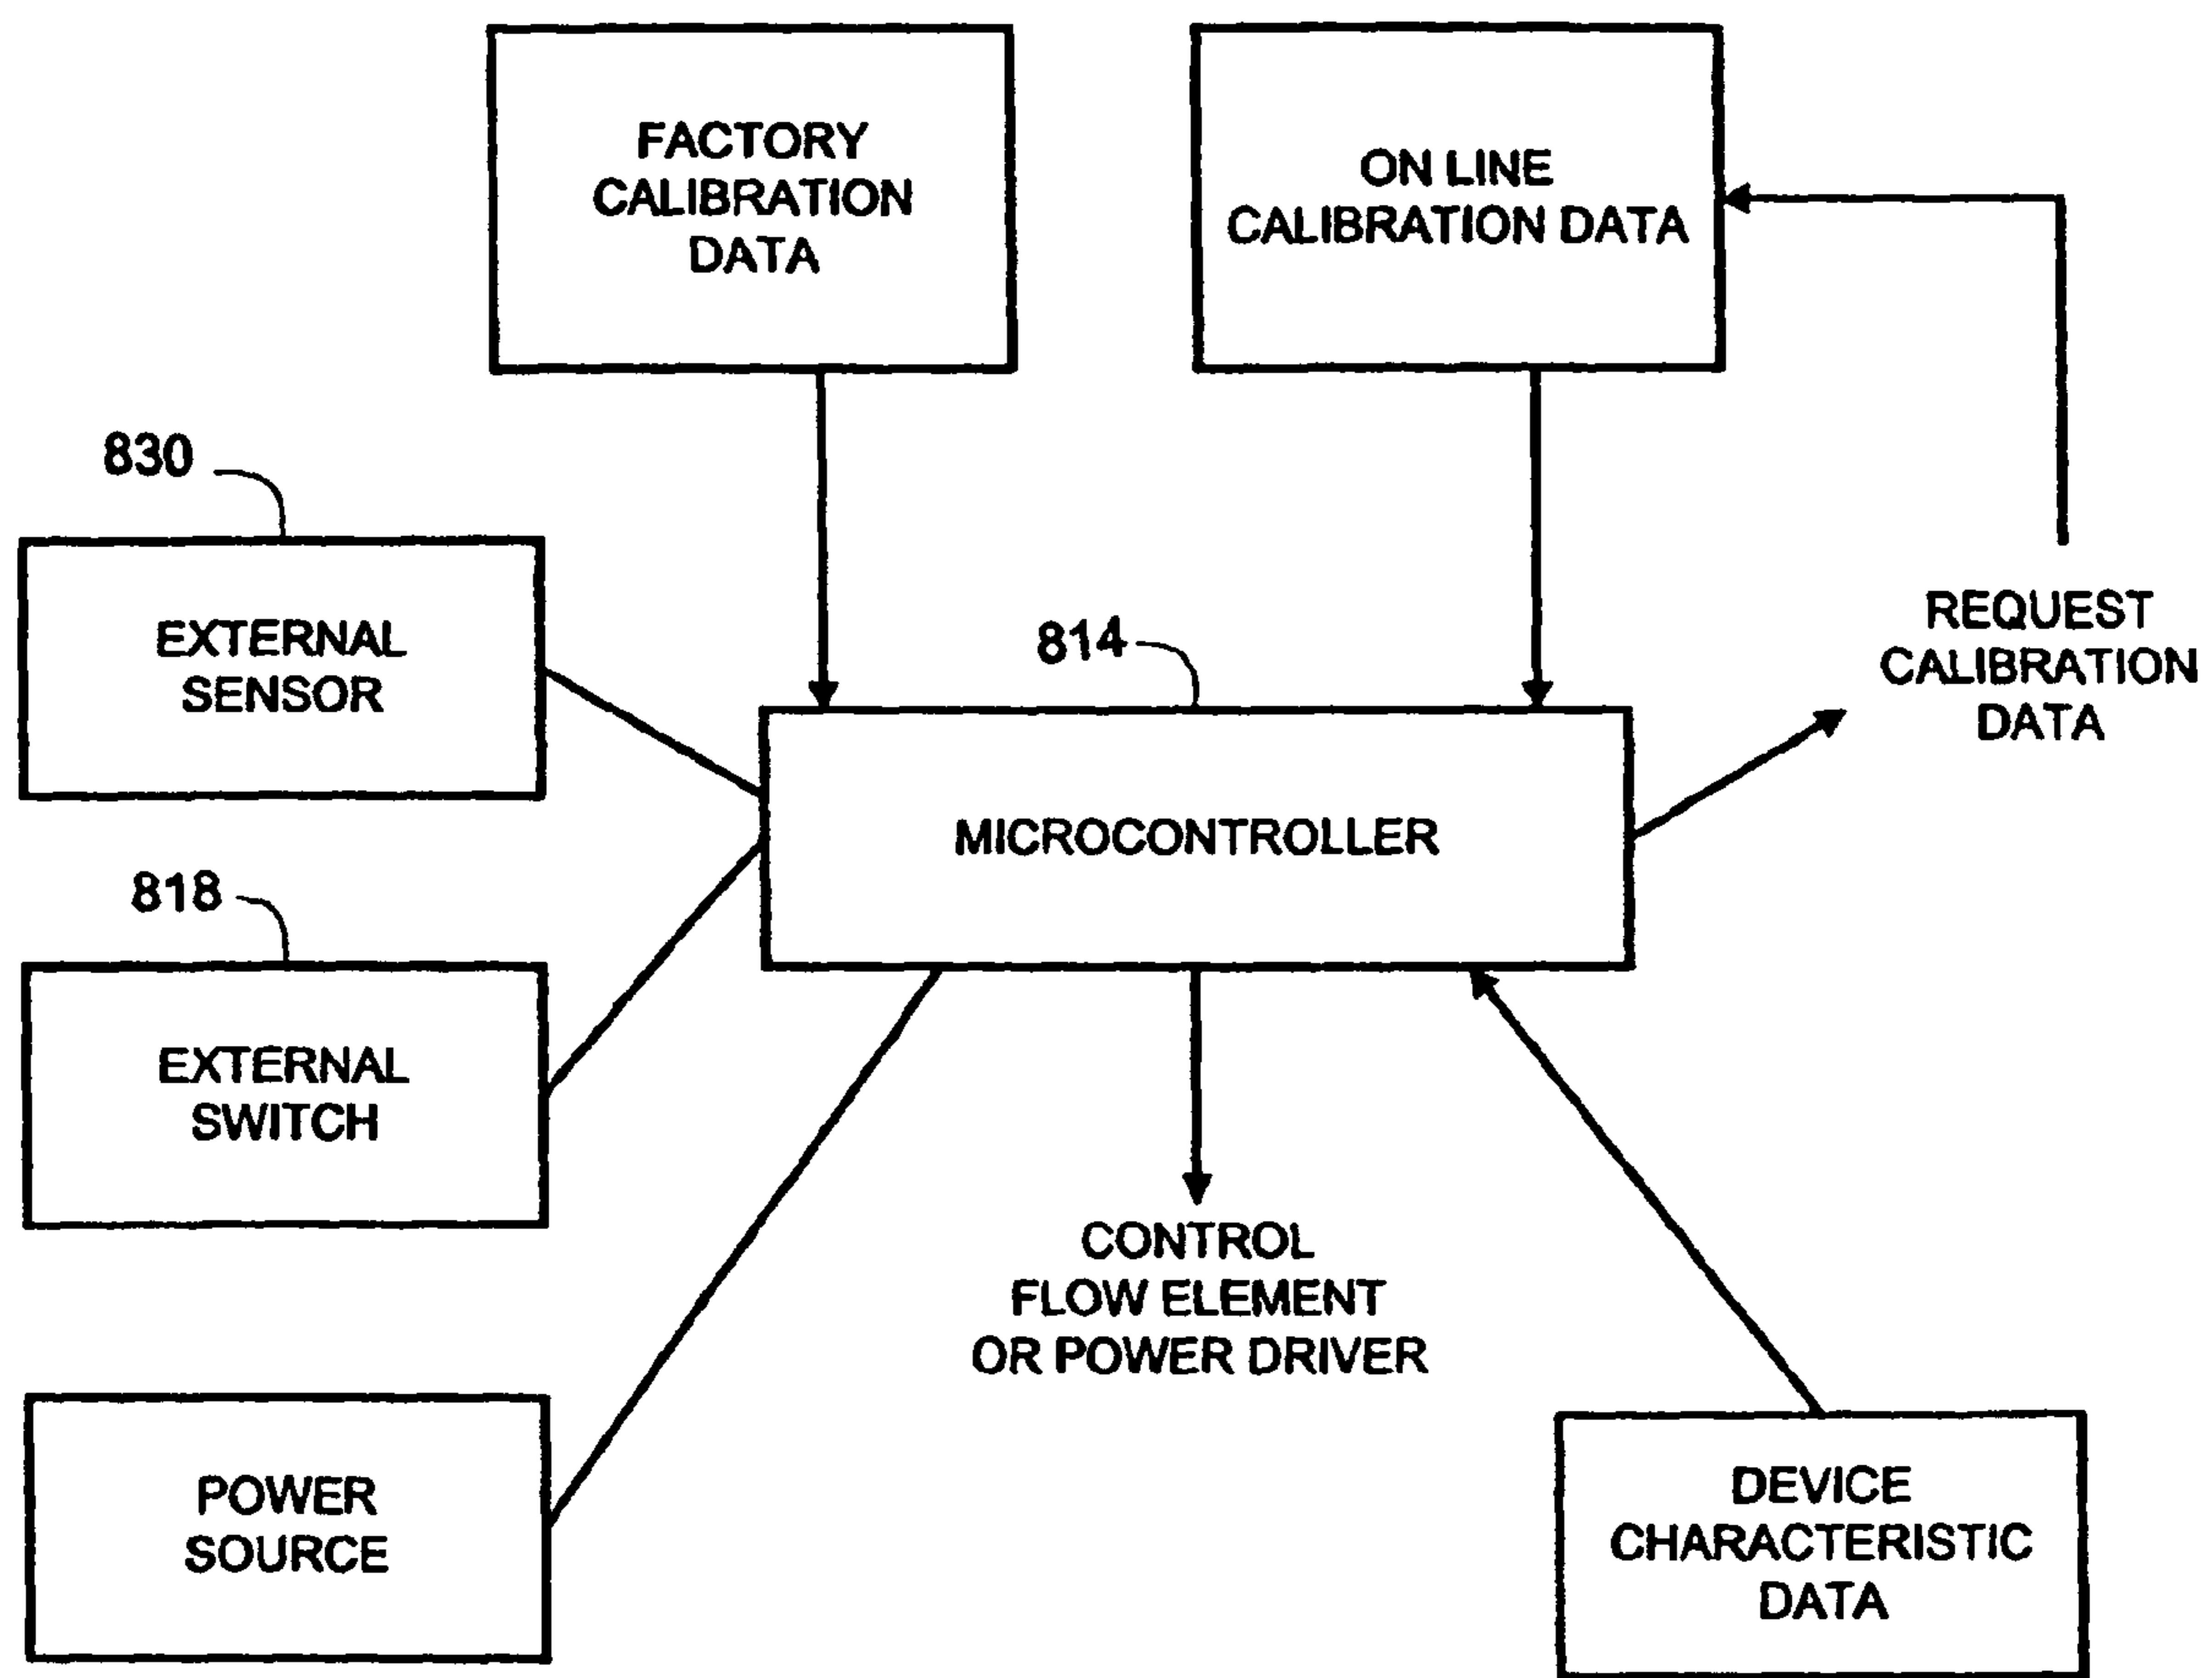 FACTORY
CALIBRATION
DATA
ON LINE
CALIBRATION DATA
830
EXTERNAL
SENSOR
814
REQUEST
CALIBRATION
DATA
MICROCONTROLLER
818
EXTERNAL
SWITCH
CONTROL
FLOW ELEMENT
OR POWER DRIVER
POWER
SOURCE
DEVICE
CHARACTERISTIC
DATA